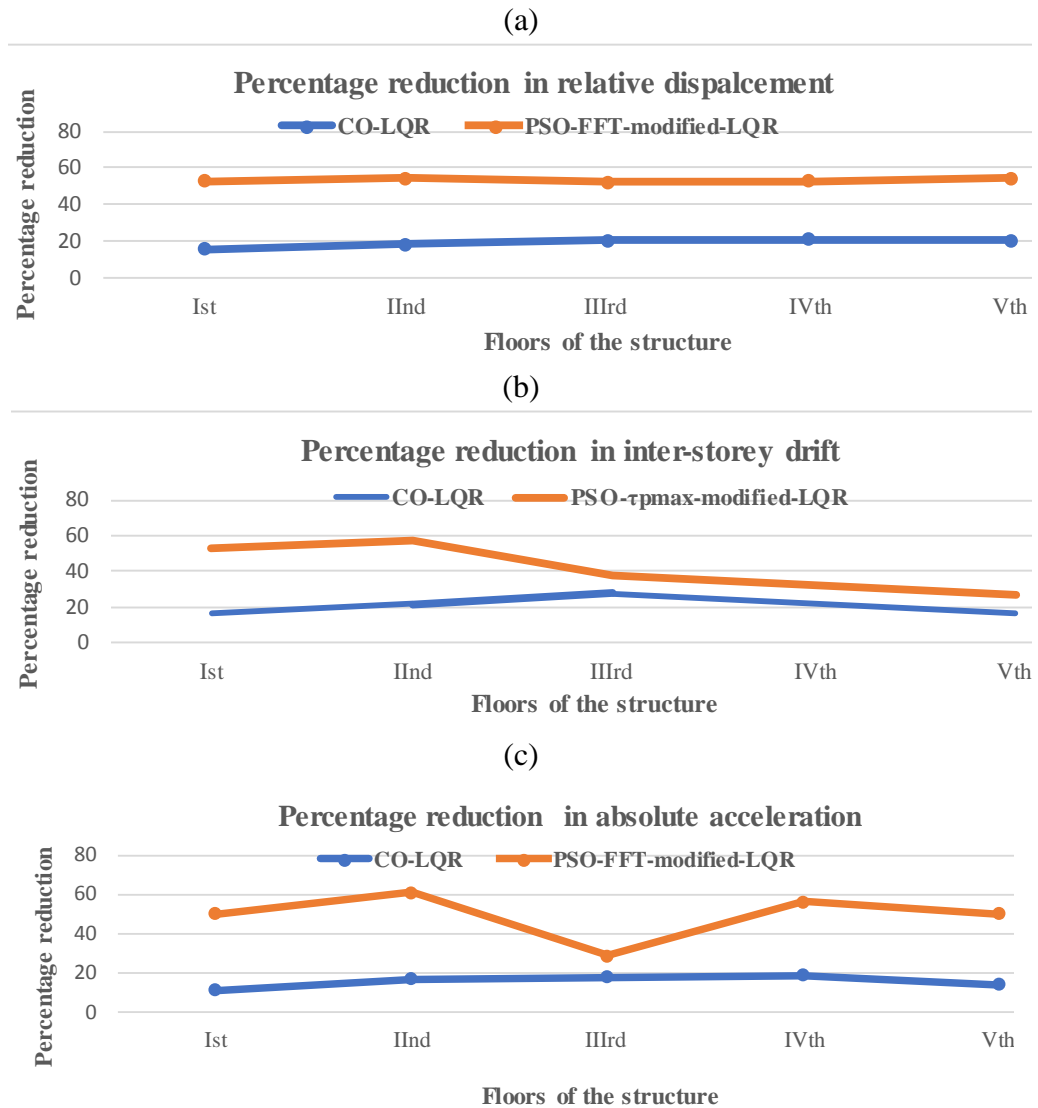 (a)
Percentage reduction in relative dispalcement
CO-LQR PSO-FFT-modified-LQR
Percentage reduction
80
60
40
20
0
Ist IInd IIIrd IVth Vth
Floors of the structure
(b)
Percentage reduction in inter-storey drift
CO-LQR PSO-τpmax-modified-LQR
Percentage reduction
80
60
40
20
0
Ist IInd IIIrd IVth Vth
Floors of the structure
(c)
Percentage reduction in absolute acceleration
CO-LQR PSO-FFT-modified-LQR
Percentage reduction
80
60
40
20
0
Ist IInd IIIrd IVth Vth
Floors of the structure